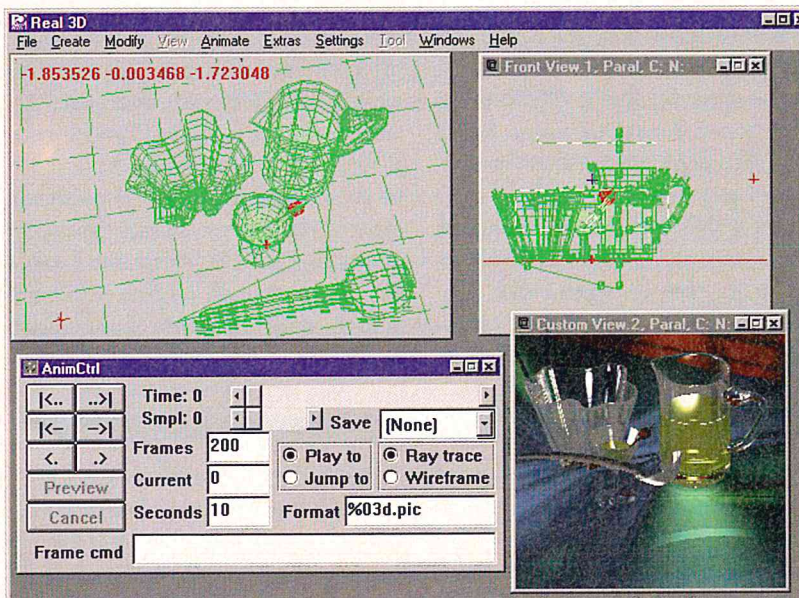 Real 3D
File Create Modify View Animate Extras Settings Tool Windows Help
-1.853526 -0.003468 -1.723048
Front View.1, Paral, C: N:
Custom View.2, Paral, C: N:
AnimCtrl
|<.. ..>|
Time: 0
|<- ->|
Smpl: 0
Save (None)
<. .>
Frames 200
Play to
Ray trace
Preview
Current 0
Jump to
Wireframe
Cancel
Seconds 10
Format %03d.pic
Frame cmd